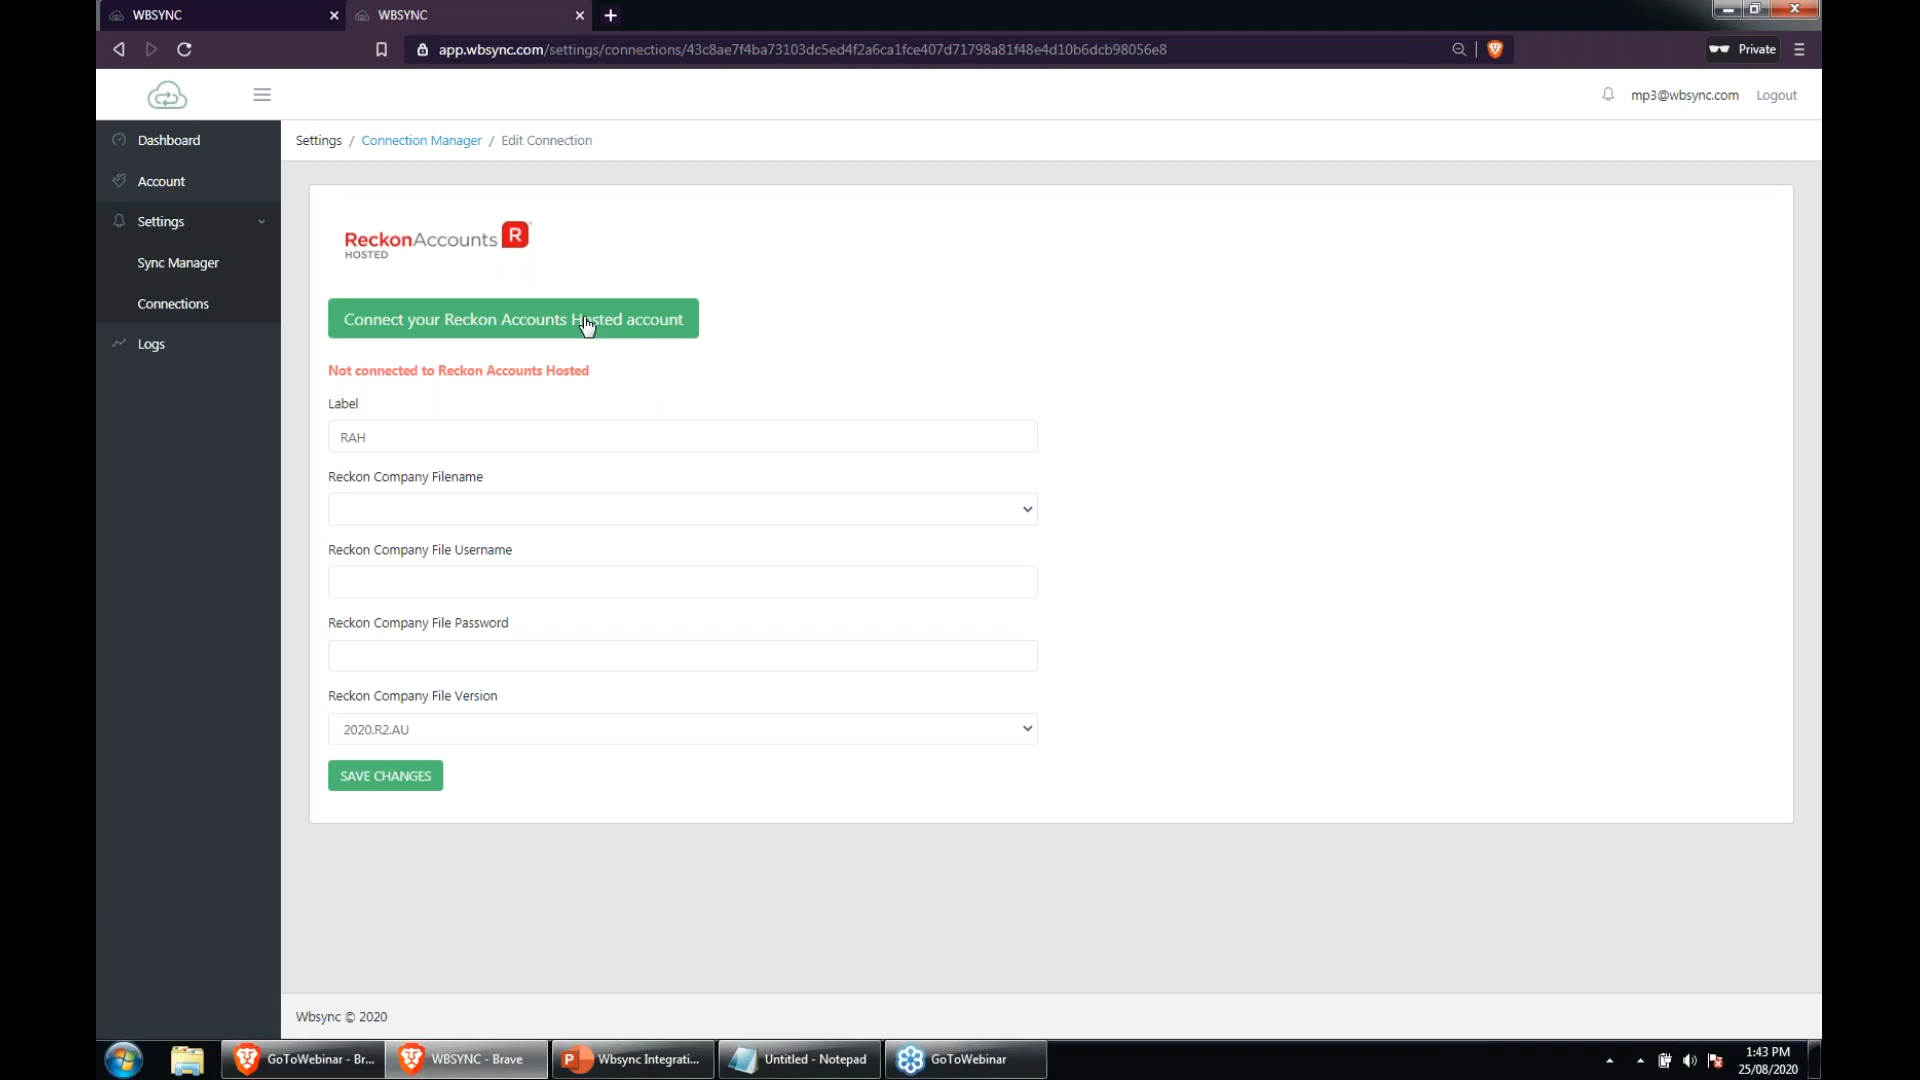 WBSYNC
WBSYNC
app.wbsync.com/settings/connections/43c8ae7f4ba73103dc5ed4f2a6ca1fce407d71798a81f48e4d10b6dcb98056e8
Private
mp3@wbsync.com Logout
Dashboard
Account
Settings
Sync Manager
Connections
Logs
Settings / Connection Manager / Edit Connection
ReckonAccounts R
HOSTED
Connect your Reckon Accounts Hosted account
Not connected to Reckon Accounts Hosted
Label
RAH
Reckon Company Filename
Reckon Company File Username
Reckon Company File Password
Reckon Company File Version
2020.R2.AU
SAVE CHANGES
Wbsync © 2020
GoToWebinar - Br...
WBSYNC - Brave
Wbsync Integrati...
Untitled - Notepad
GoToWebinar
1:43 PM
25/08/2020